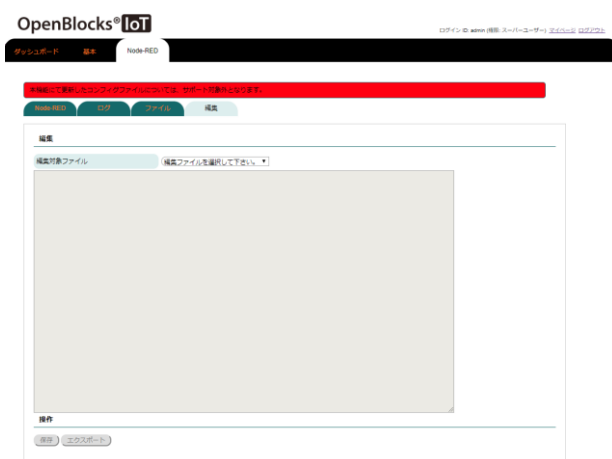 OpenBlocks® IoT
ログイン ID: admin (権限: スーパーユーザー) マイページ ログアウト
ダッシュボード 基本 Node-RED
本機能にて更新したコンフィグファイルについては、サポート対象外となります。
Node-RED ログ ファイル 編集
編集
編集対象ファイル 編集ファイルを選択して下さい。
操作
保存 エクスポート